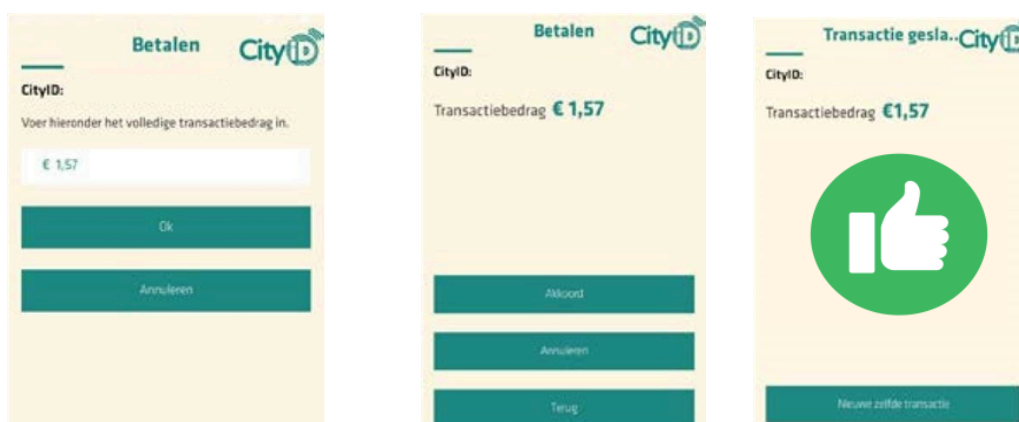 Betalen
CityID
CityID:
Voer hieronder het volledige transactiebedrag in.
€ 1,57
Ok
Annuleren
Betalen
CityID
CityID:
Transactiebedrag € 1,57
Akkoord
Annuleren
Terug
Transactie gesla..
CityID
CityID:
Transactiebedrag €1,57
Nieuwe zelfde transactie